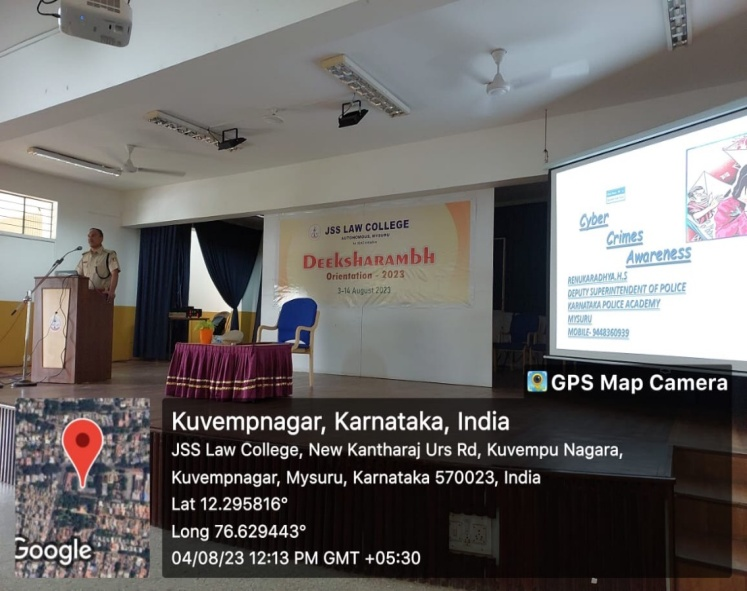 JSS LAW COLLEGE
AUTONOMOUS, MYSURU
Deeksharambh
Orientation - 2023
3-14 August 2023
Cyber
Crimes
Awareness
RENUKARADHYA.H.S
DEPUTY SUPERINTENDENT OF POLICE
KARNATAKA POLICE ACADEMY
MYSURU
MOBILE- 9448360939
GPS Map Camera
Kuvempnagar, Karnataka, India
JSS Law College, New Kantharaj Urs Rd, Kuvempu Nagara,
Kuvempnagar, Mysuru, Karnataka 570023, India
Lat 12.295816°
Long 76.629443°
04/08/23 12:13 PM GMT +05:30
Google